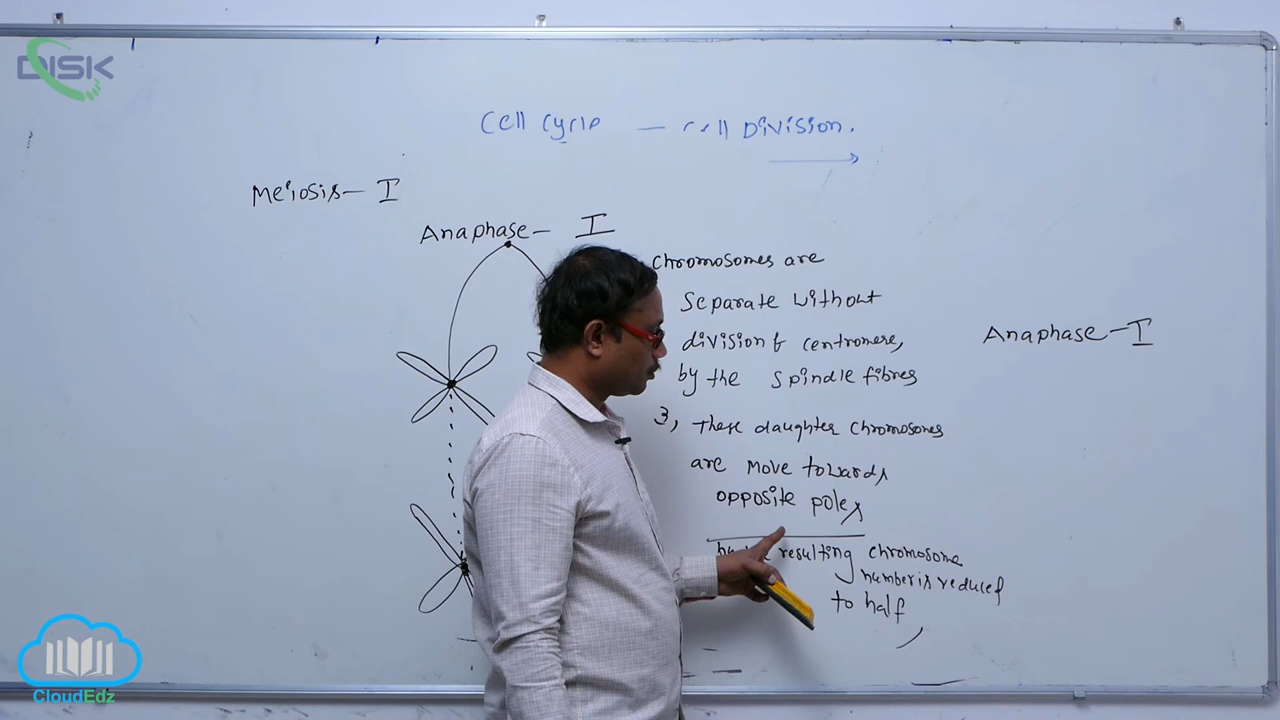 DISK
Cell Cycle — Cell Division.
Meiosis – I
Anaphase – I
Chromosomes are
Separate without
division of centromere,
by the spindle fibres
Anaphase – I
3, These daughter chromosomes
are move towards
opposite poles
resulting chromosome
number is reduced
to half,
CloudEdz